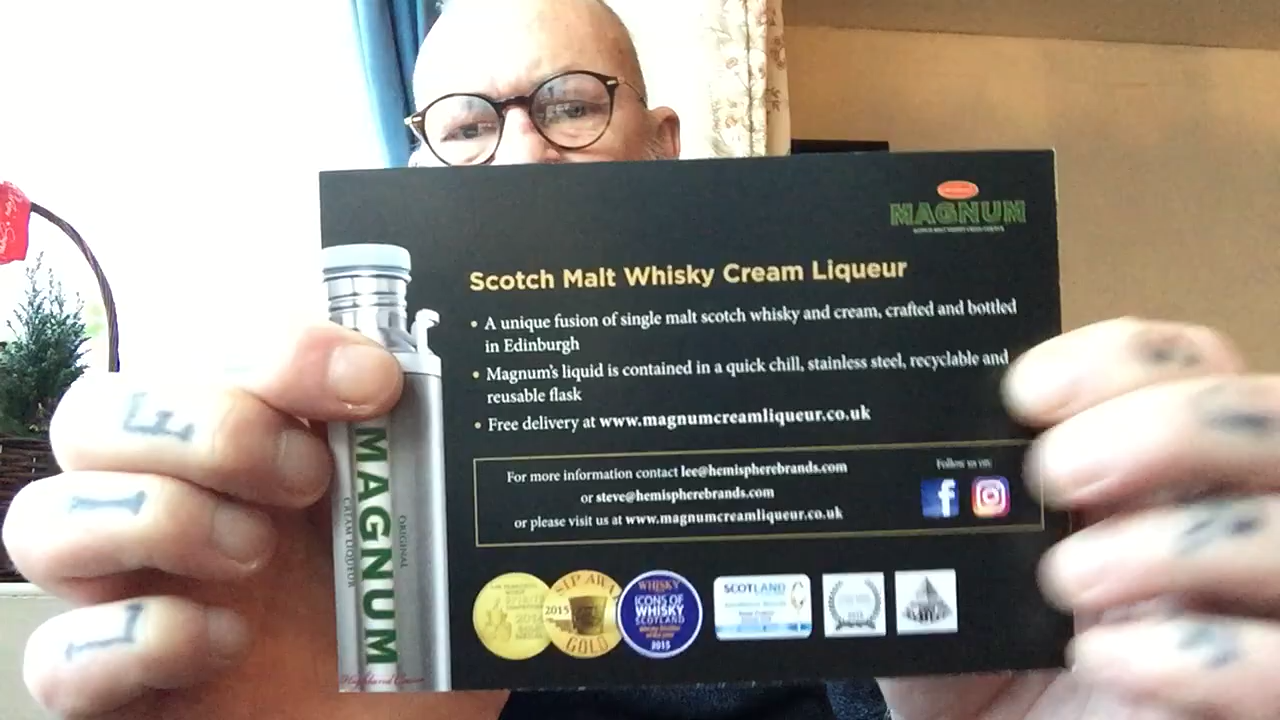 MAGNUM
Scotch Malt Whisky Cream Liqueur
• A unique fusion of single malt scotch whisky and cream, crafted and bottled
in Edinburgh
• Magnum's liquid is contained in a quick chill, stainless steel, recyclable and
reusable flask
• Free delivery at www.magnumcreamliqueur.co.uk
For more information contact lee@hemispherebrands.com
or steve@hemispherebrands.com
or please visit us at www.magnumcreamliqueur.co.uk
Follow us on:
MAGNUM
ORIGINAL
CREAM LIQUEUR
Highland Cream
2015
GOLD
WHISKY
ICONS OF
WHISKY
SCOTLAND
2015
SCOTLAND
E
I
L